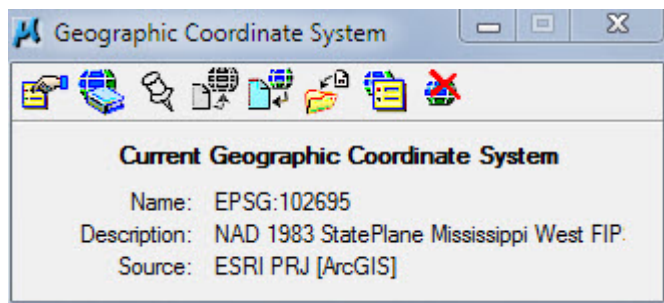 Geographic Coordinate System
Current Geographic Coordinate System
Name: EPSG:102695
Description: NAD 1983 StatePlane Mississippi West FIP
Source: ESRI PRJ [ArcGIS]